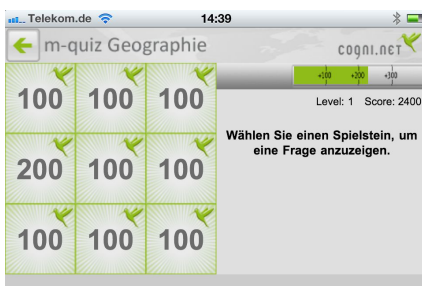 Telekom.de 14:39
m-quiz Geographie
COGNI.NET
+100 +200 +300
Level: 1 Score: 2400
100 100 100
Wählen Sie einen Spielstein, um
eine Frage anzuzeigen.
200 100 100
100 100 100